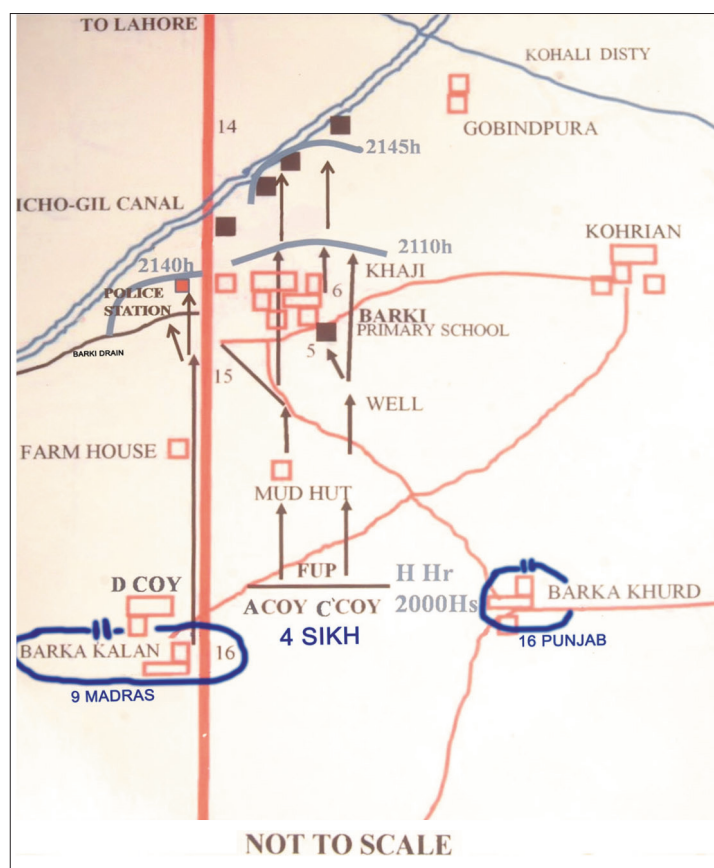 TO LAHORE
KOHALI DISTY
14
GOBINDPURA
2145h
ICHO-GIL CANAL
2110h
KOHRIAN
2140h
KHAJI
POLICE
STATION
6
BARKI
PRIMARY SCHOOL
BARKI DRAIN
5
15
WELL
FARM HOUSE
MUD HUT
FUP
H Hr
D COY
BARKA KHURD
A COY C'COY
2000Hs
4 SIKH
16 PUNJAB
BARKA KALAN
16
9 MADRAS
NOT TO SCALE